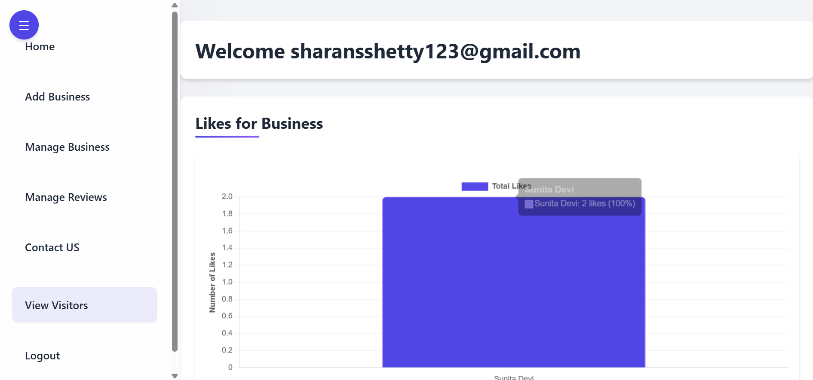 Home
Add Business
Manage Business
Manage Reviews
Contact US
View Visitors
Logout
Welcome sharansshetty123@gmail.com
Likes for Business
Total Likes
Sunita Devi
Sunita Devi: 2 likes (100%)
Number of Likes
2.0
1.8
1.6
1.4
1.2
1.0
0.8
0.6
0.4
0.2
0
Sunita Devi